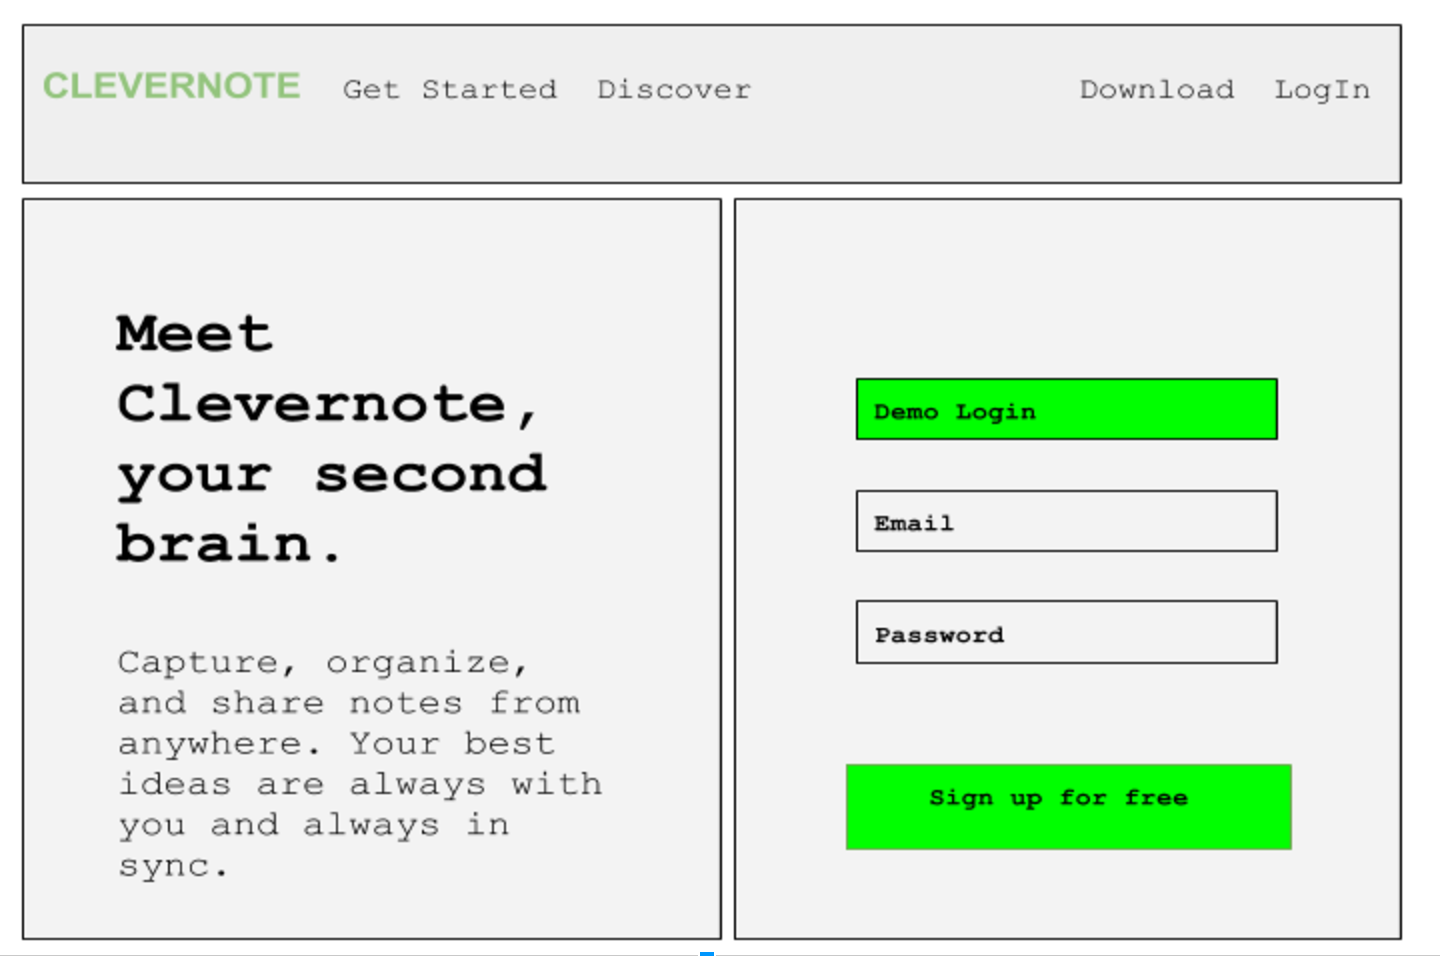 CLEVERNOTE Get Started Discover Download LogIn
Meet
Clevernote,
your second
brain.
Capture, organize,
and share notes from
anywhere. Your best
ideas are always with
you and always in
sync.
Demo Login
Email
Password
Sign up for free